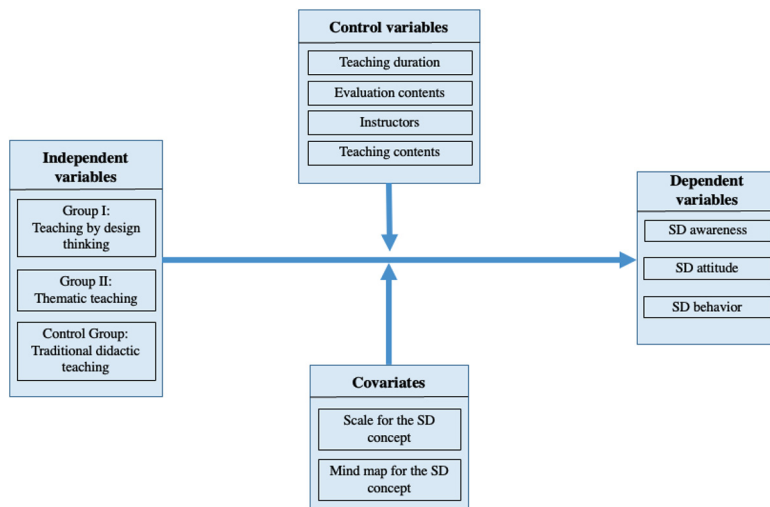 Control variables
Teaching duration
Evaluation contents
Instructors
Teaching contents
Independent
variables
Group I:
Teaching by design
thinking
Group II:
Thematic teaching
Control Group:
Traditional didactic
teaching
Dependent
variables
SD awareness
SD attitude
SD behavior
Covariates
Scale for the SD
concept
Mind map for the SD
concept